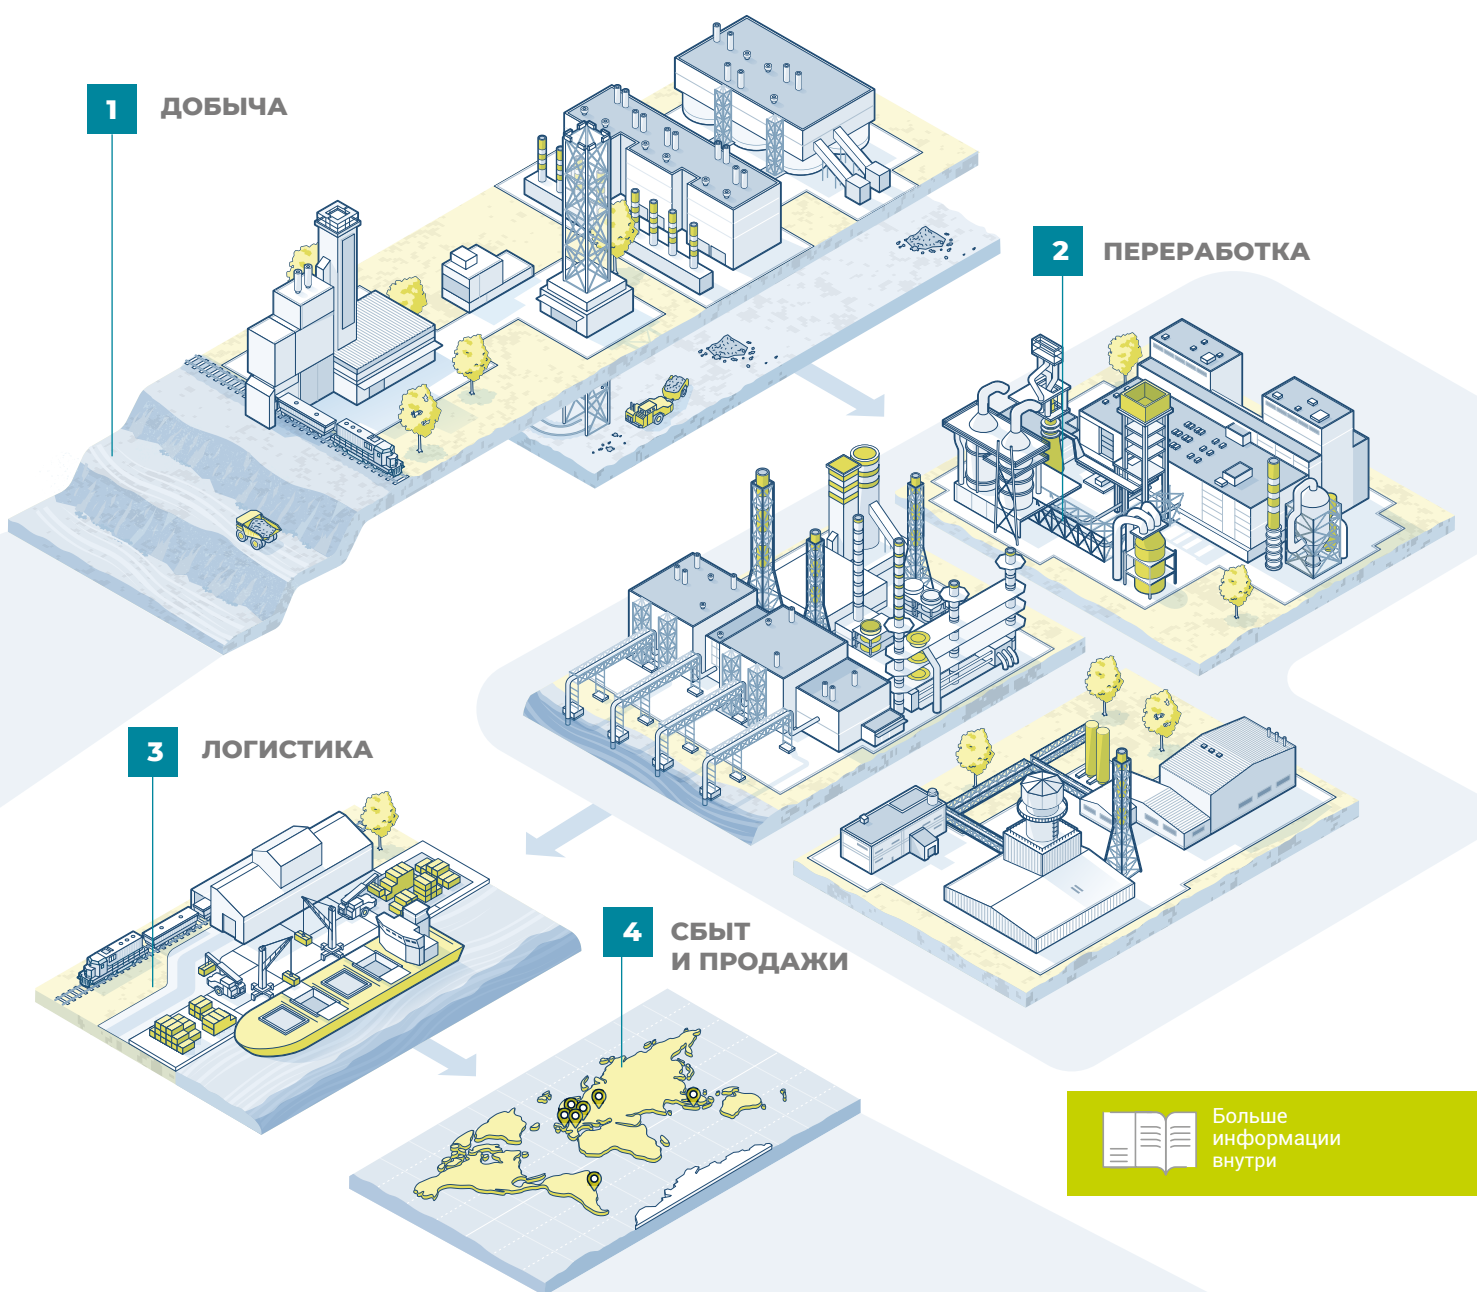 1 ДОБЫЧА
2 ПЕРЕРАБОТКА
3 ЛОГИСТИКА
4 СБЫТ
И ПРОДАЖИ
Больше
информации
внутри